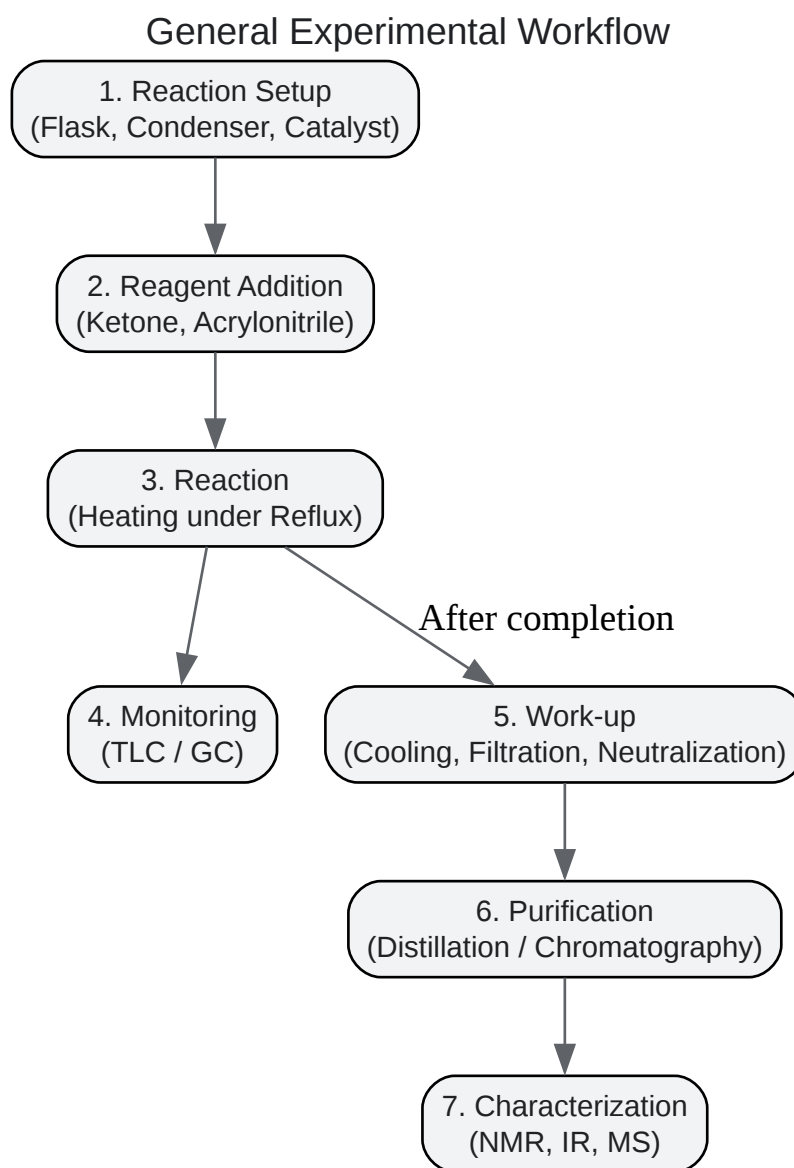 General Experimental Workflow
1. Reaction Setup
(Flask, Condenser, Catalyst)
2. Reagent Addition
(Ketone, Acrylonitrile)
3. Reaction
(Heating under Reflux)
After completion
4. Monitoring
(TLC / GC)
5. Work-up
(Cooling, Filtration, Neutralization)
6. Purification
(Distillation / Chromatography)
7. Characterization
(NMR, IR, MS)